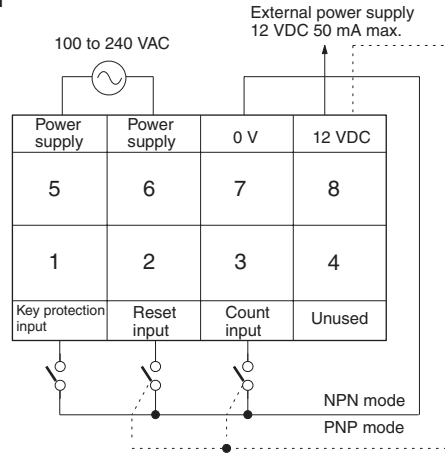 External power supply
12 VDC 50 mA max.
100 to 240 VAC
Power
supply
Power
supply
0 V
12 VDC
5
6
7
8
1
2
3
4
Key protection
input
Reset
input
Count
input
Unused
NPN mode
PNP mode